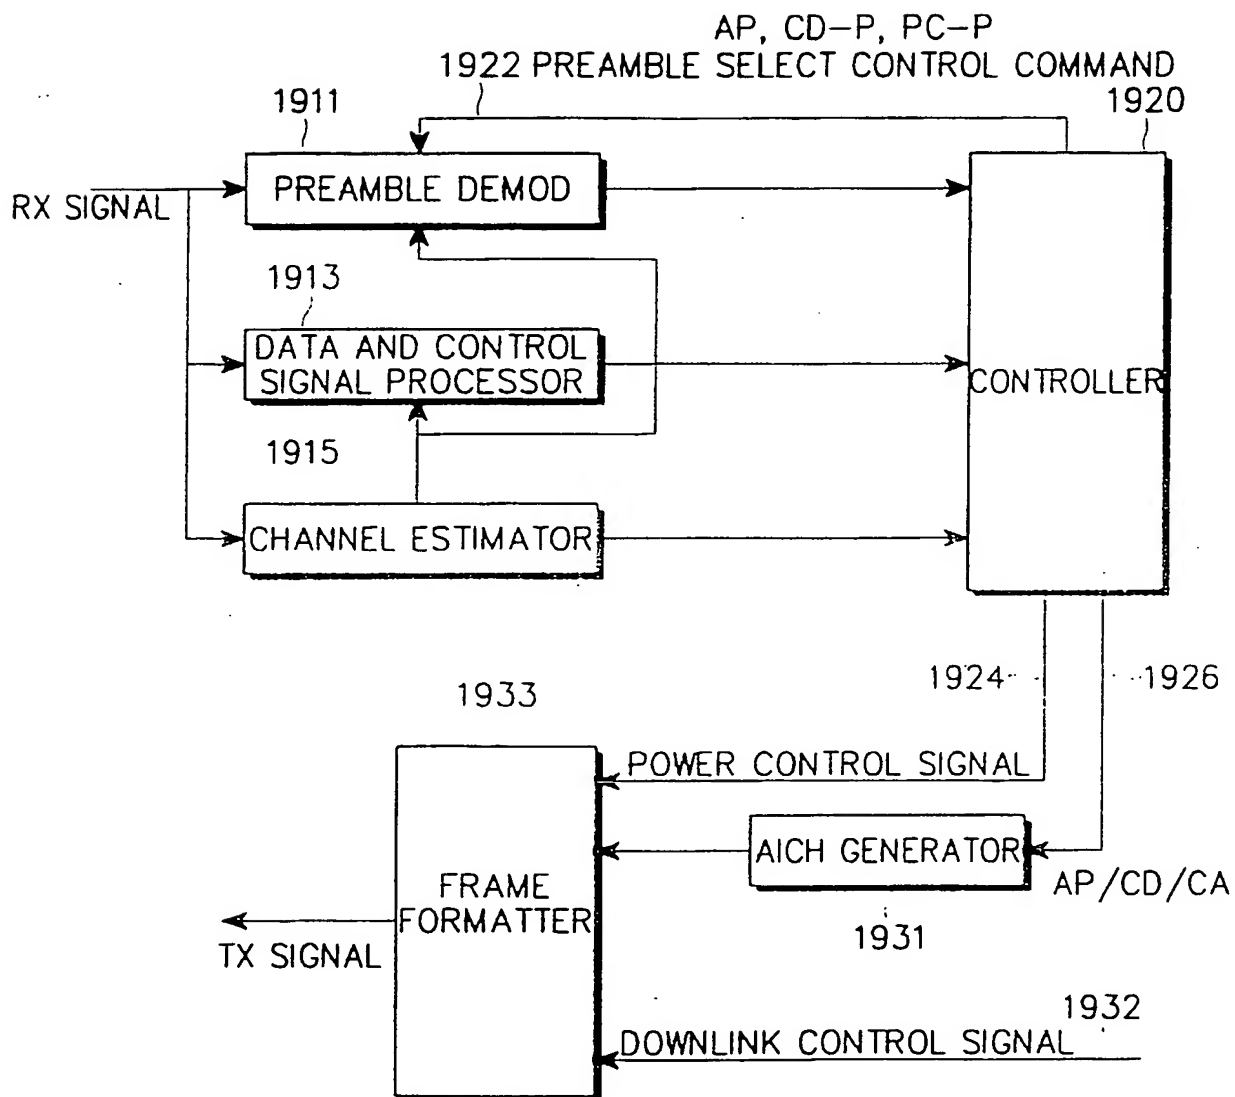 AP, CD-P, PC-P
1922 PREAMBLE SELECT CONTROL COMMAND
1911
1920
PREAMBLE DEMOD
RX SIGNAL
1913
DATA AND CONTROL
SIGNAL PROCESSOR
CONTROLLER
1915
CHANNEL ESTIMATOR
1924
1926
1933
POWER CONTROL SIGNAL
AICH GENERATOR
AP/CD/CA
FRAME
FORMATTER
1931
TX SIGNAL
1932
DOWNLINK CONTROL SIGNAL